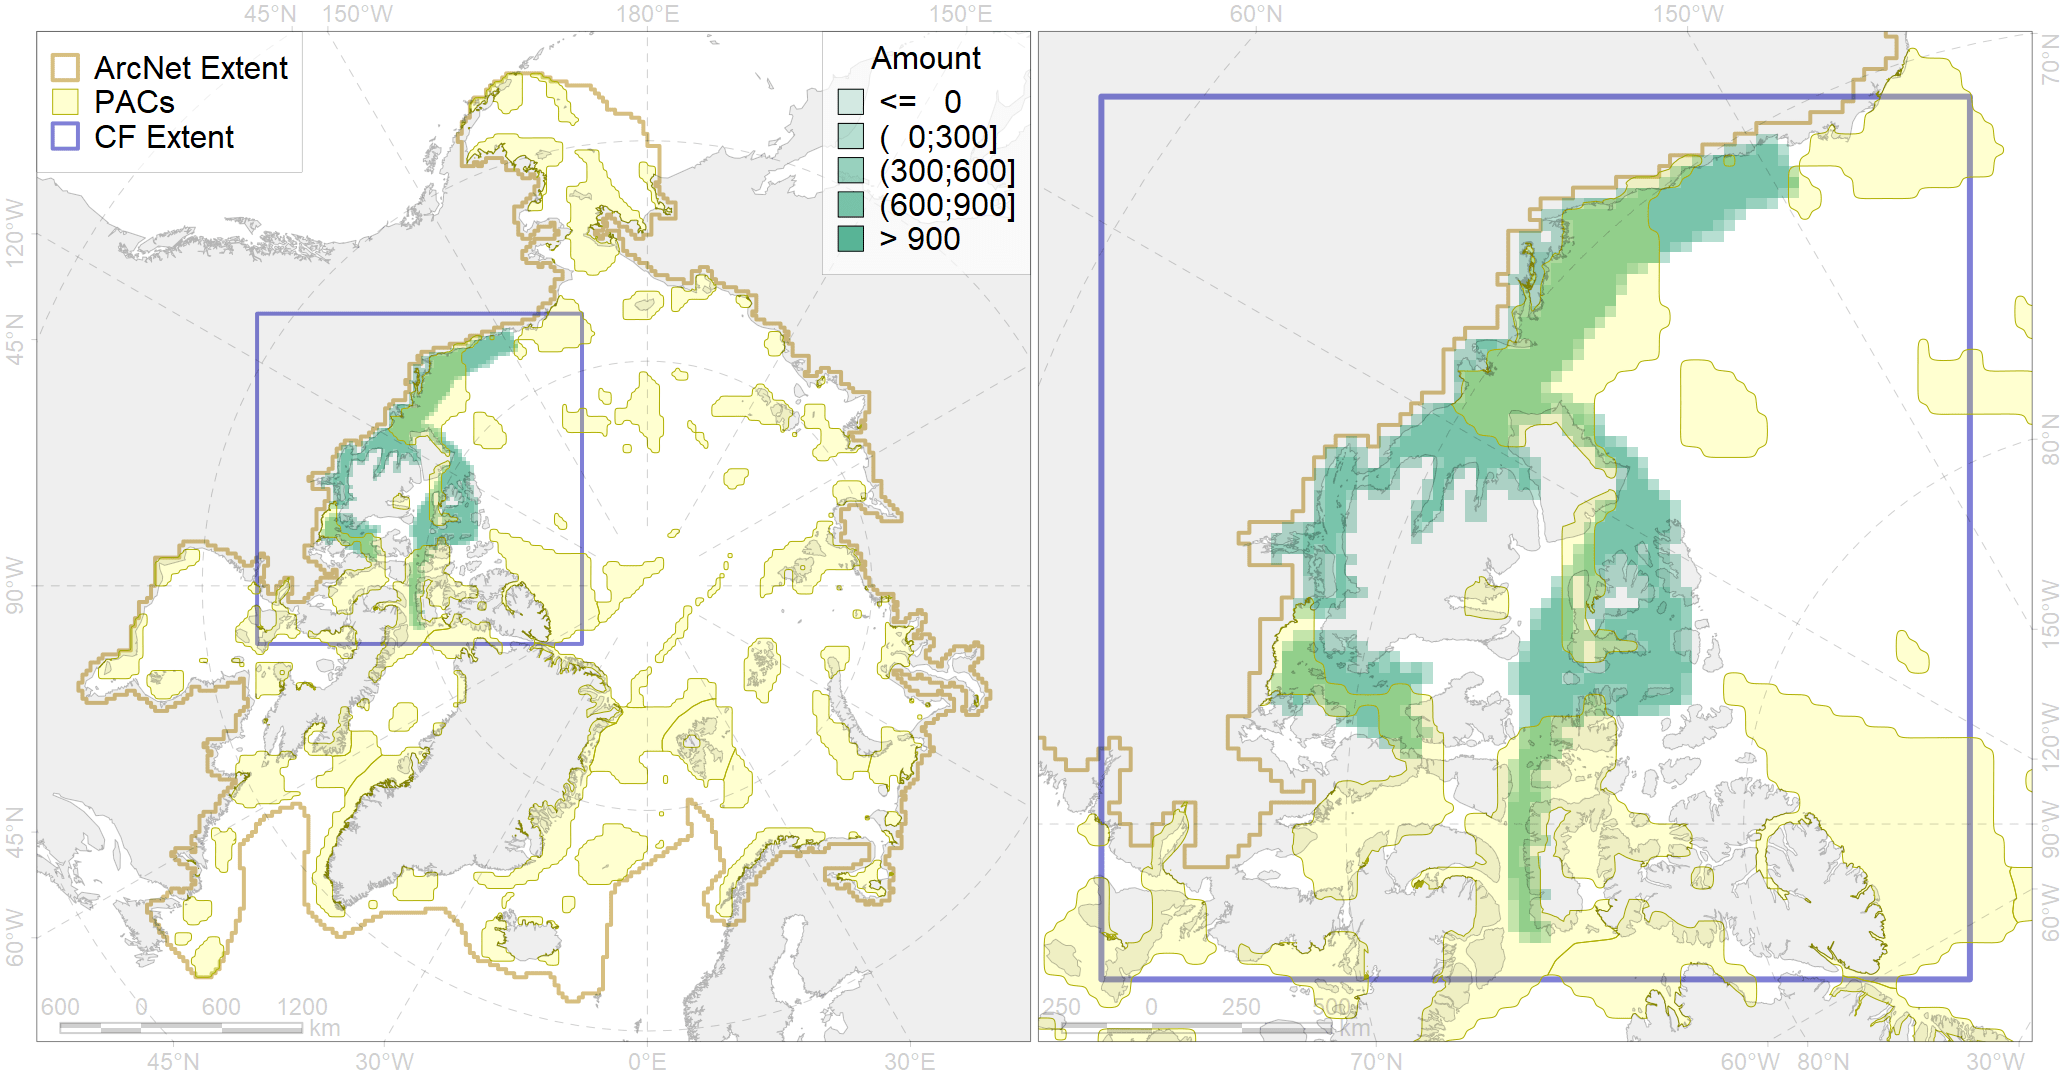 45°N 150°W 180°E 150°E 60°N 150°W
ArcNet Extent
PACs
CF Extent
Amount
<= 0
( 0;300]
(300;600]
(600;900]
> 900
120°W
45°N
90°W
45°N
60°W
70°N
80°N
150°W
120°W
90°W
60°W
600 0 600 1200
km
250 0 250 500
km
45°W 30°W 0°E 30°E 70°N 60°W 80°N 30°W